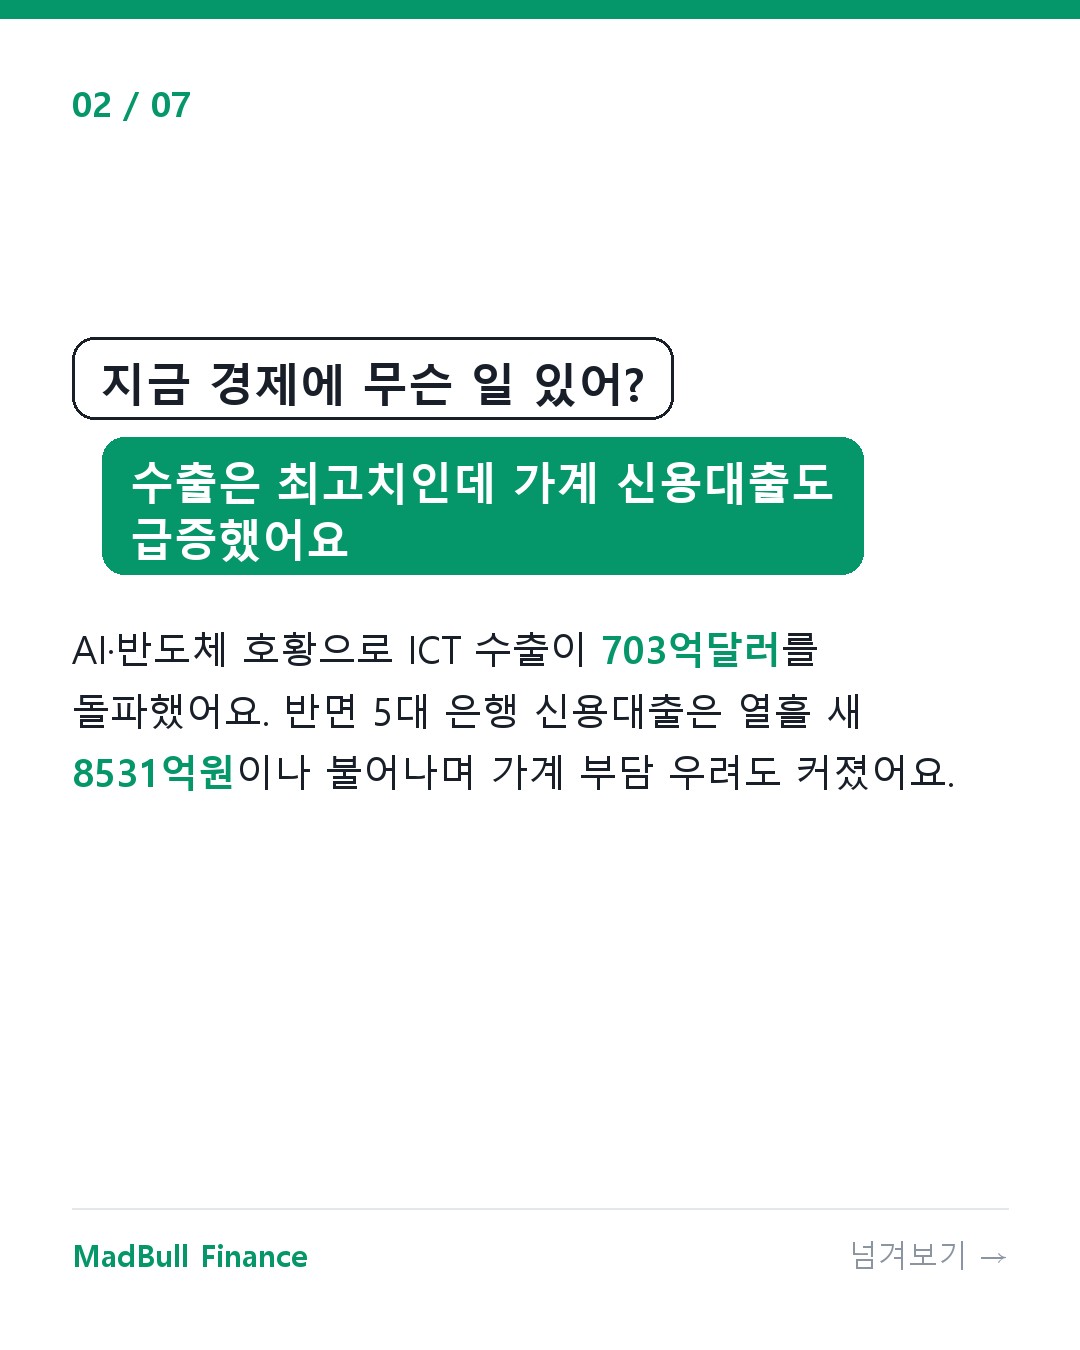 02 / 07
지금 경제에 무슨 일 있어?
수출은 최고치인데 가계 신용대출도
급증했어요
AI·반도체 호황으로 ICT 수출이 703억달러를
돌파했어요. 반면 5대 은행 신용대출은 열흘 새
8531억원이나 불어나며 가계 부담 우려도 커졌어요.
MadBull Finance
넘겨보기 →